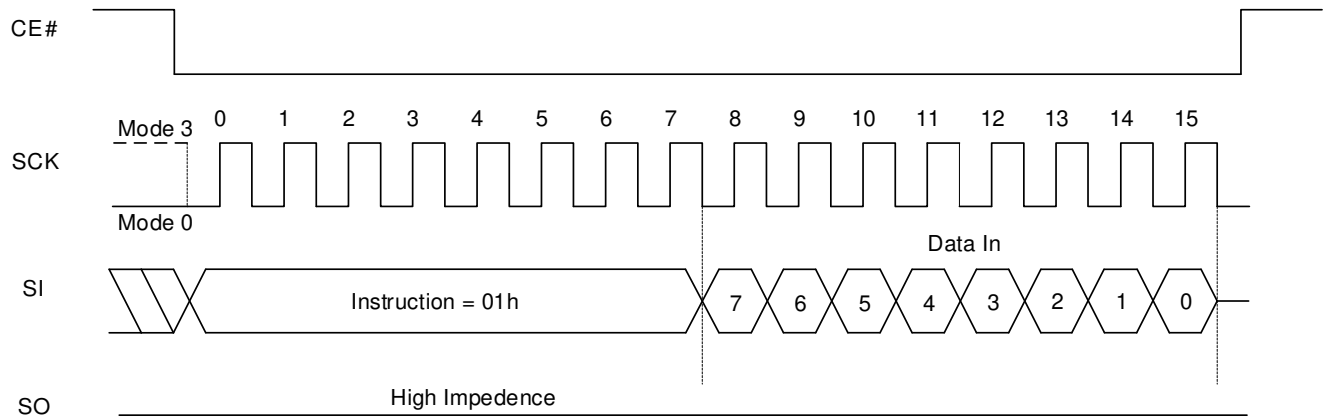 CE#
Mode 3 0 1 2 3 4 5 6 7 8 9 10 11 12 13 14 15
SCK
Mode 0
Data In
SI Instruction = 01h 7 6 5 4 3 2 1 0
High Impedence
SO